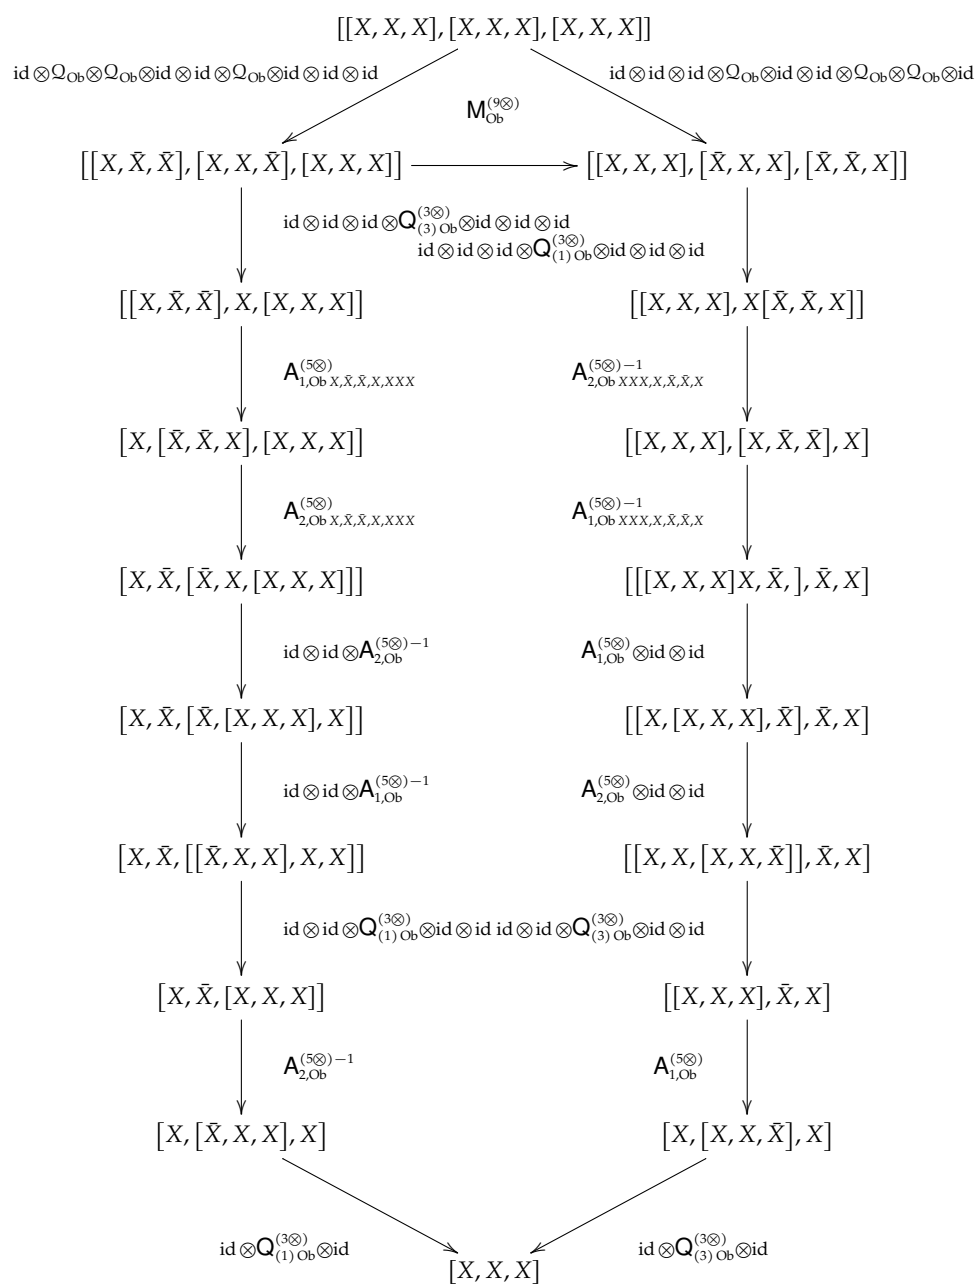 [[X, X, X], [X, X, X], [X, X, X]]
id ⊗Q_Ob⊗Q_Ob⊗id⊗id⊗Q_Ob⊗id⊗id⊗id id⊗id⊗id⊗Q_Ob⊗id⊗id⊗Q_Ob⊗Q_Ob⊗id
M^(9⊗)_Ob
[[X, X̄, X̄], [X, X, X̄], [X, X, X]] [[X, X, X], [X̄, X, X], [X̄, X̄, X]]
id⊗id⊗id⊗Q^(3⊗)_(3) Ob⊗id⊗id⊗id
id⊗id⊗id⊗Q^(3⊗)_(1) Ob⊗id⊗id⊗id
[[X, X̄, X̄], X, [X, X, X]] [[X, X, X], X[X̄, X̄, X]]
A^(5⊗)_1,Ob X,X̄,X̄,X,XXX A^(5⊗)−1_2,Ob XXX,X,X̄,X̄,X
[X, [X̄, X̄, X], [X, X, X]] [[X, X, X], [X, X̄, X̄], X]
A^(5⊗)_2,Ob X,X̄,X̄,X,XXX A^(5⊗)−1_1,Ob XXX,X,X̄,X̄,X
[X, X̄, [X̄, X, [X, X, X]]] [[[X, X, X]X, X̄, ], X̄, X]
id⊗id⊗A^(5⊗)−1_2,Ob A^(5⊗)_1,Ob⊗id⊗id
[X, X̄, [X̄, [X, X, X], X]] [[X, [X, X, X], X̄], X̄, X]
id⊗id⊗A^(5⊗)−1_1,Ob A^(5⊗)_2,Ob⊗id⊗id
[X, X̄, [[X̄, X, X], X, X]] [[X, X, [X, X, X̄]], X̄, X]
id⊗id⊗Q^(3⊗)_(1) Ob⊗id⊗id id⊗id⊗Q^(3⊗)_(3) Ob⊗id⊗id
[X, X̄, [X, X, X]] [[X, X, X], X̄, X]
A^(5⊗)−1_2,Ob A^(5⊗)_1,Ob
[X, [X̄, X, X], X] [X, [X, X, X̄], X]
id⊗Q^(3⊗)_(1) Ob⊗id id⊗Q^(3⊗)_(3) Ob⊗id
[X, X, X]